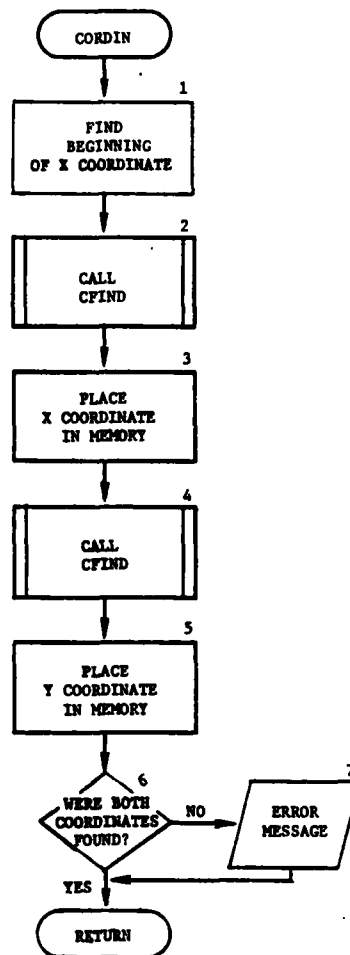 CORDIN
1
FIND
BEGINNING
OF X COORDINATE
2
CALL
CFIND
3
PLACE
X COORDINATE
IN MEMORY
4
CALL
CFIND
5
PLACE
Y COORDINATE
IN MEMORY
6
WERE BOTH
COORDINATES
FOUND?
NO
7
ERROR
MESSAGE
YES
RETURN